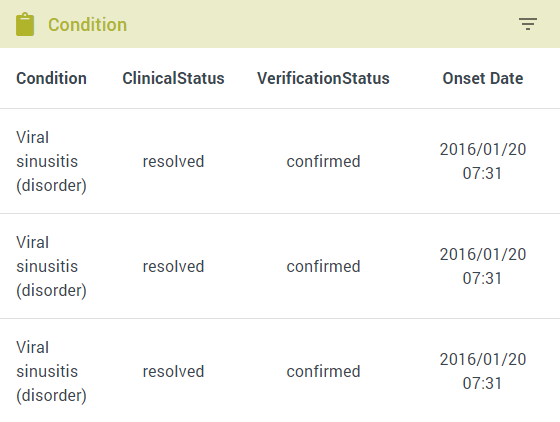 Condition
Condition ClinicalStatus VerificationStatus Onset Date
Viral
sinusitis
(disorder)
resolved
confirmed
2016/01/20
07:31
Viral
sinusitis
(disorder)
resolved
confirmed
2016/01/20
07:31
Viral
sinusitis
(disorder)
resolved
confirmed
2016/01/20
07:31